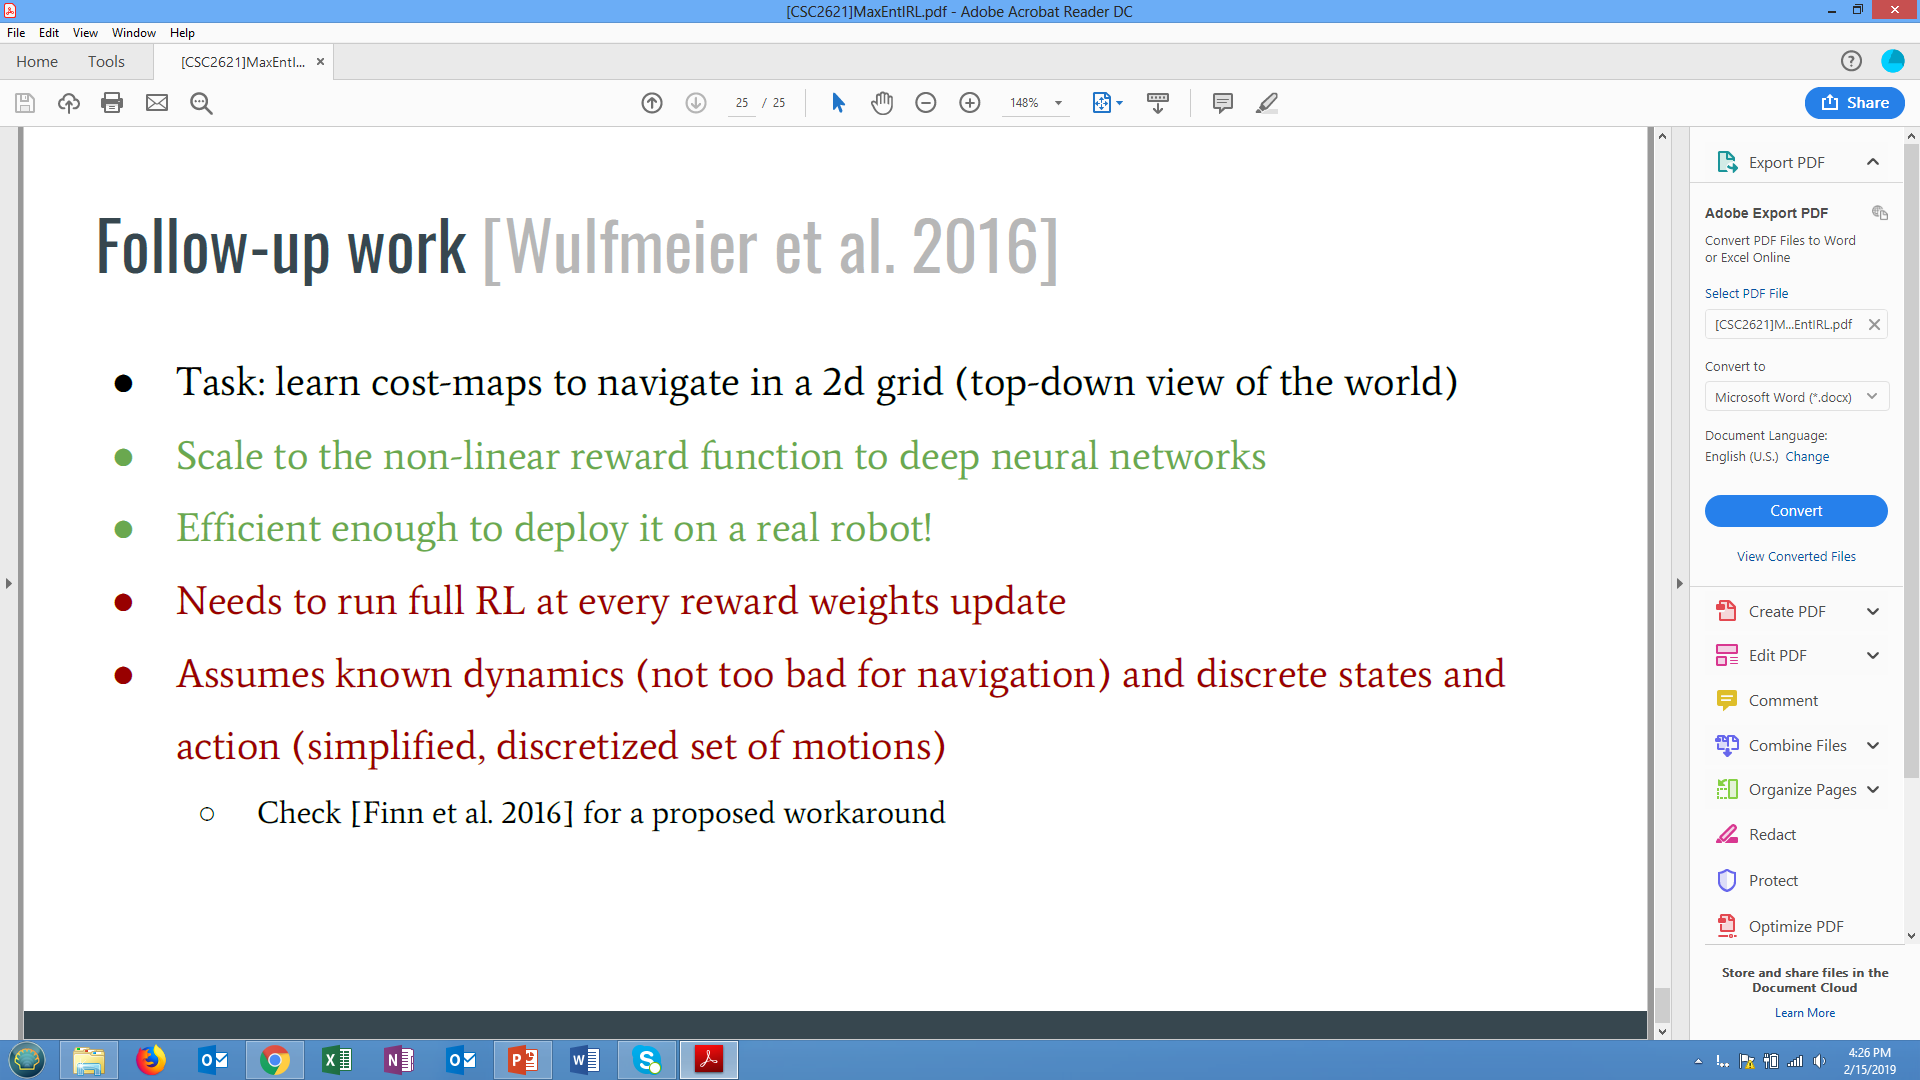 [CSC2621]MaxEntIRL.pdf - Adobe Acrobat Reader DC
File Edit View Window Help
Home Tools [CSC2621]MaxEntI...
25 / 25 148% Share
Follow-up work [Wulfmeier et al. 2016]
● Task: learn cost-maps to navigate in a 2d grid (top-down view of the world)
● Scale to the non-linear reward function to deep neural networks
● Efficient enough to deploy it on a real robot!
● Needs to run full RL at every reward weights update
● Assumes known dynamics (not too bad for navigation) and discrete states and
action (simplified, discretized set of motions)
○ Check [Finn et al. 2016] for a proposed workaround
Export PDF
Adobe Export PDF
Convert PDF Files to Word
or Excel Online
Select PDF File
[CSC2621]M...EntIRL.pdf
Convert to
Microsoft Word (*.docx)
Document Language:
English (U.S.) Change
Convert
View Converted Files
Create PDF
Edit PDF
Comment
Combine Files
Organize Pages
Redact
Protect
Optimize PDF
Store and share files in the
Document Cloud
Learn More
4:26 PM
2/15/2019